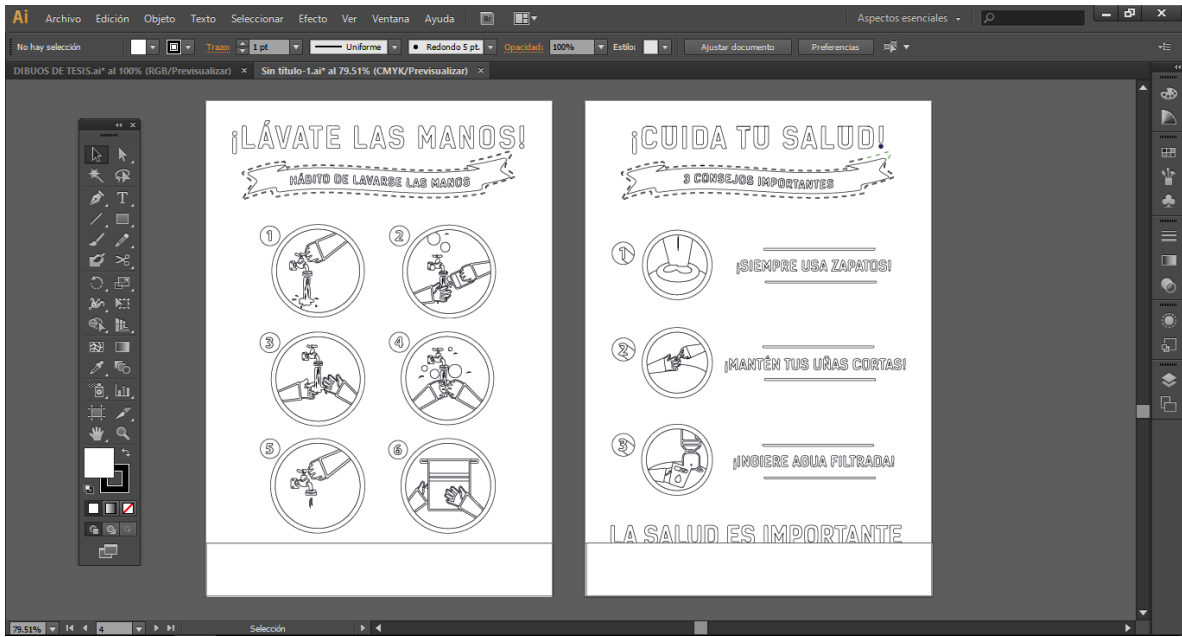 Ai Archivo Edición Objeto Texto Seleccionar Efecto Ver Ventana Ayuda Br Aspectos esenciales
No hay selección Trazo: 1 pt Uniforme Redondo 5 pt. Opacidad: 100% Estilo: Ajustar documento Preferencias
DIBUOS DE TESIS.ai* al 100% (RGB/Previsualizar) × Sin título-1.ai* al 79.51% (CMYK/Previsualizar) ×
¡LÁVATE LAS MANOS!
HÁBITO DE LAVARSE LAS MANOS
1
2
3
4
5
6
¡CUIDA TU SALUD!
3 CONSEJOS IMPORTANTES
1
¡SIEMPRE USA ZAPATOS!
2
¡MANTÉN TUS UÑAS CORTAS!
3
¡INGIERE AGUA FILTRADA!
LA SALUD ES IMPORTANTE
79.51% 4 Selección